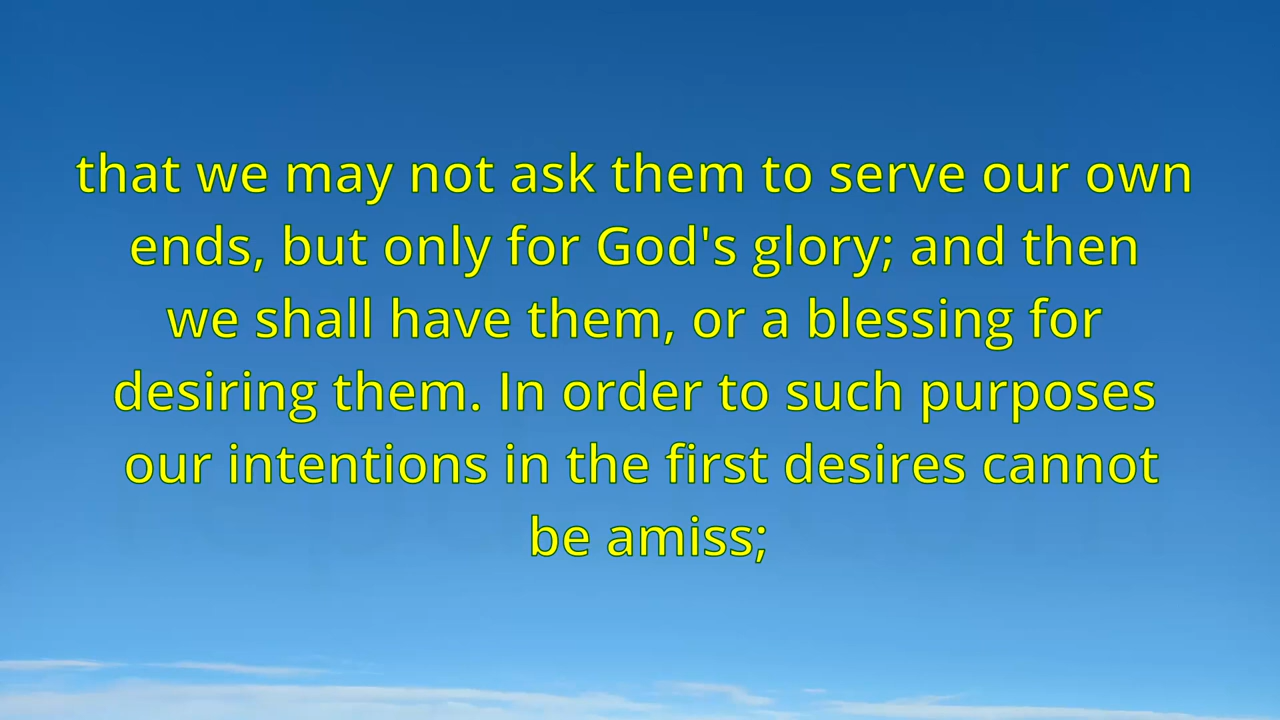 that we may not ask them to serve our own
ends, but only for God's glory; and then
we shall have them, or a blessing for
desiring them. In order to such purposes
our intentions in the first desires cannot
be amiss;